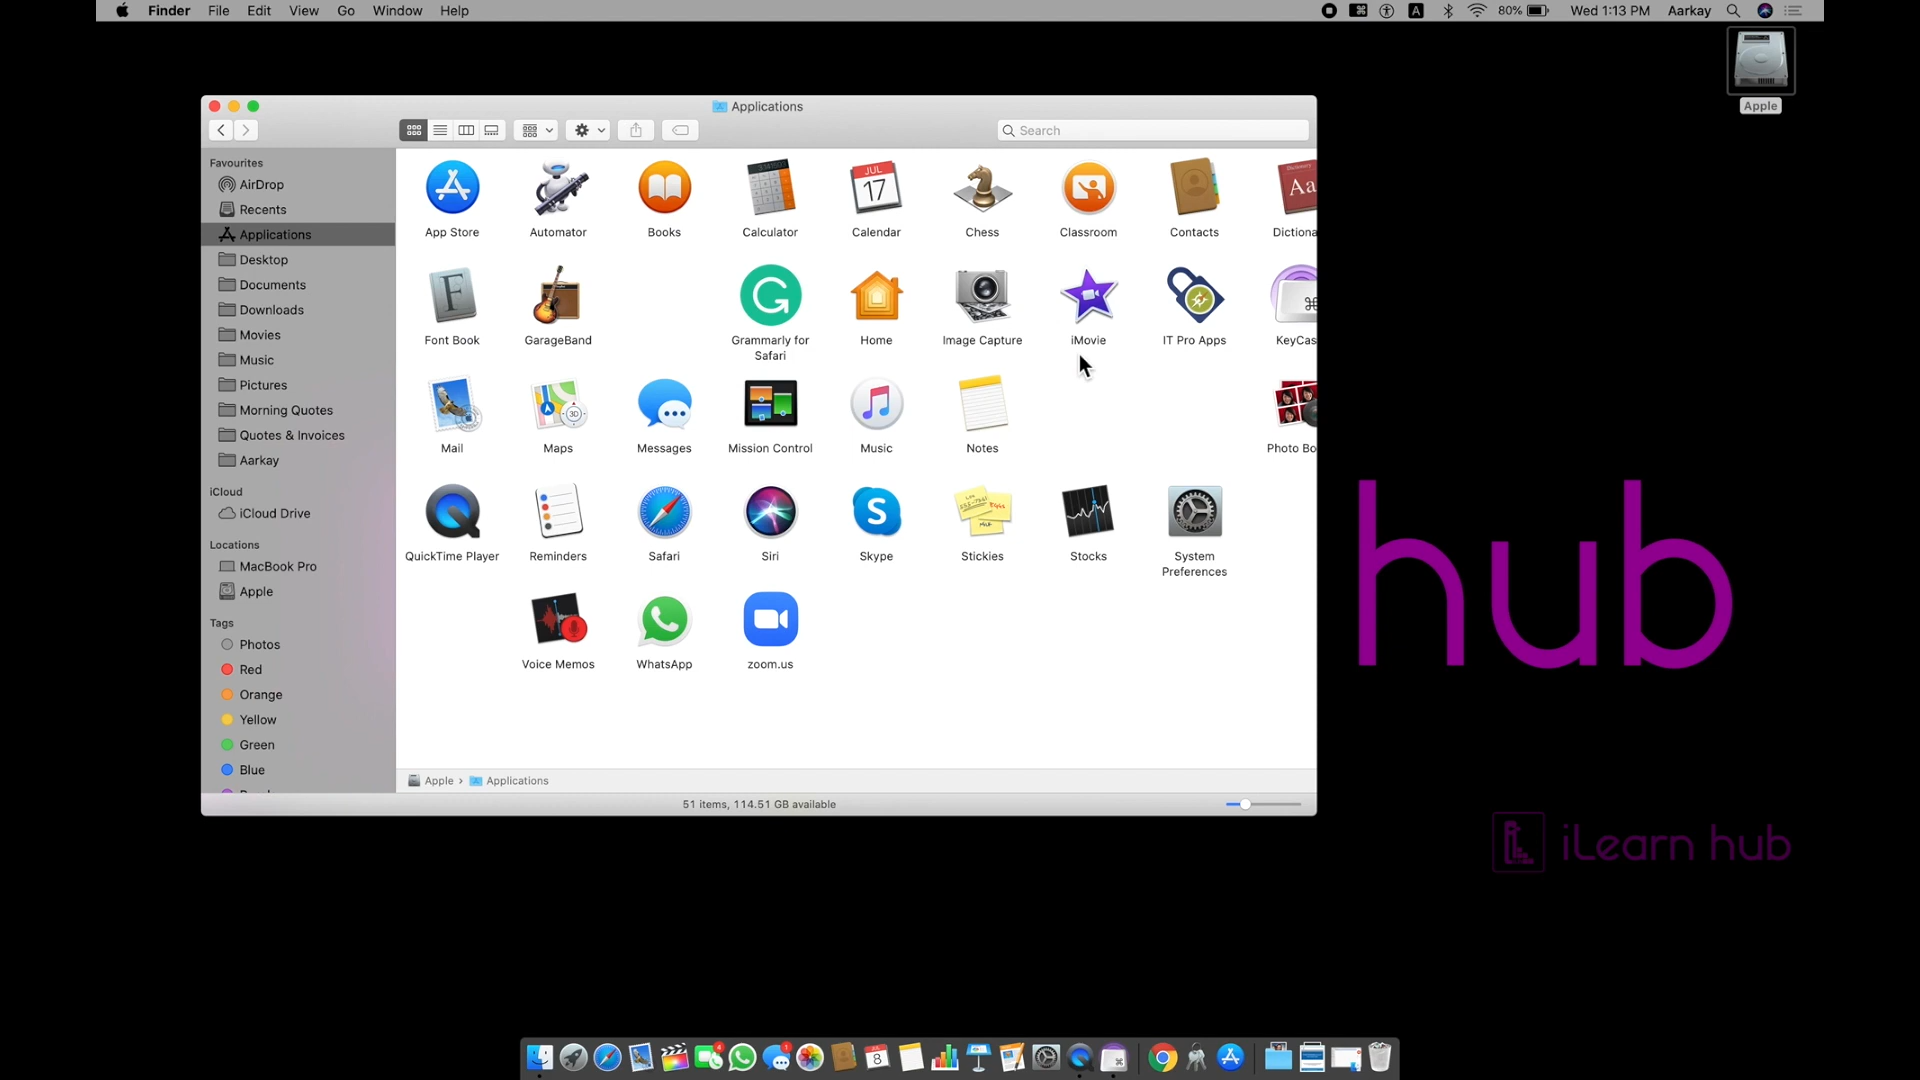 Finder File Edit View Go Window Help
A 80% Wed 1:13 PM Aarkay
Apple
Applications
Search
Favourites
AirDrop
Recents
Applications
Desktop
Documents
Downloads
Movies
Music
Pictures
Morning Quotes
Quotes & Invoices
Aarkay
iCloud
iCloud Drive
Locations
MacBook Pro
Apple
Tags
Photos
Red
Orange
Yellow
Green
Blue
JUL
17
Aa
App Store Automator Books Calculator Calendar Chess Classroom Contacts Dictiona
F
G
Font Book GarageBand Grammarly for Safari Home Image Capture iMovie IT Pro Apps KeyCas
3D
Mail Maps Messages Mission Control Music Notes Photo Bo
S
QuickTime Player Reminders Safari Siri Skype Stickies Stocks System Preferences
Voice Memos WhatsApp zoom.us
Apple › Applications
51 items, 114.51 GB available
hub
iLearn hub
4
1
JUL
8